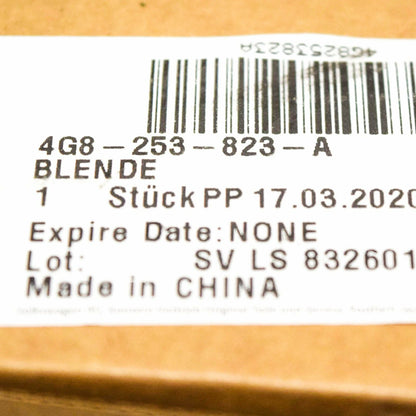 4G8253823A
4G8-253-823-A
BLENDE
1 Stück PP 17.03.2020
Expire Date: NONE
Lot: SV LS 832601
Made in CHINA